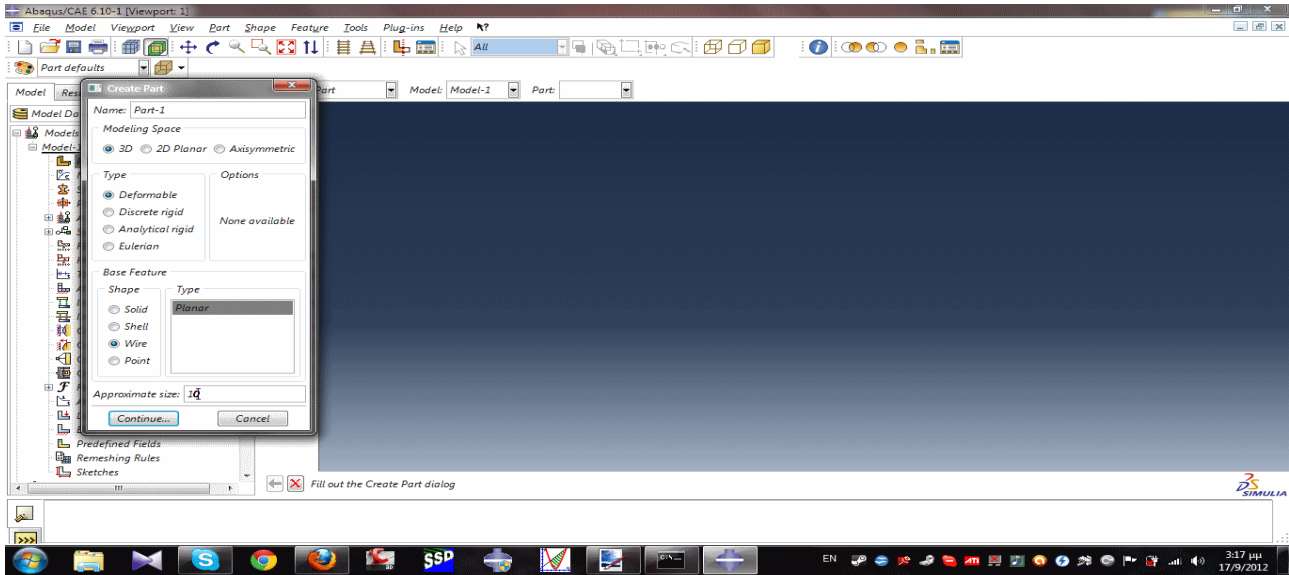 Abaqus/CAE 6.10-1 [Viewport: 1]
File Model Viewport View Part Shape Feature Tools Plug-ins Help
All
Part defaults
Model
Part Model: Model-1 Part:
Create Part
Name: Part-1
Modeling Space
3D 2D Planar Axisymmetric
Type
Deformable
Discrete rigid
Analytical rigid
Eulerian
Options
None available
Base Feature
Shape
Solid
Shell
Wire
Point
Type
Planar
Approximate size: 10
Continue... Cancel
Models
Predefined Fields
Remeshing Rules
Sketches
Fill out the Create Part dialog
SIMULIA
>>>
SSP
EN
3:17 μμ
17/9/2012